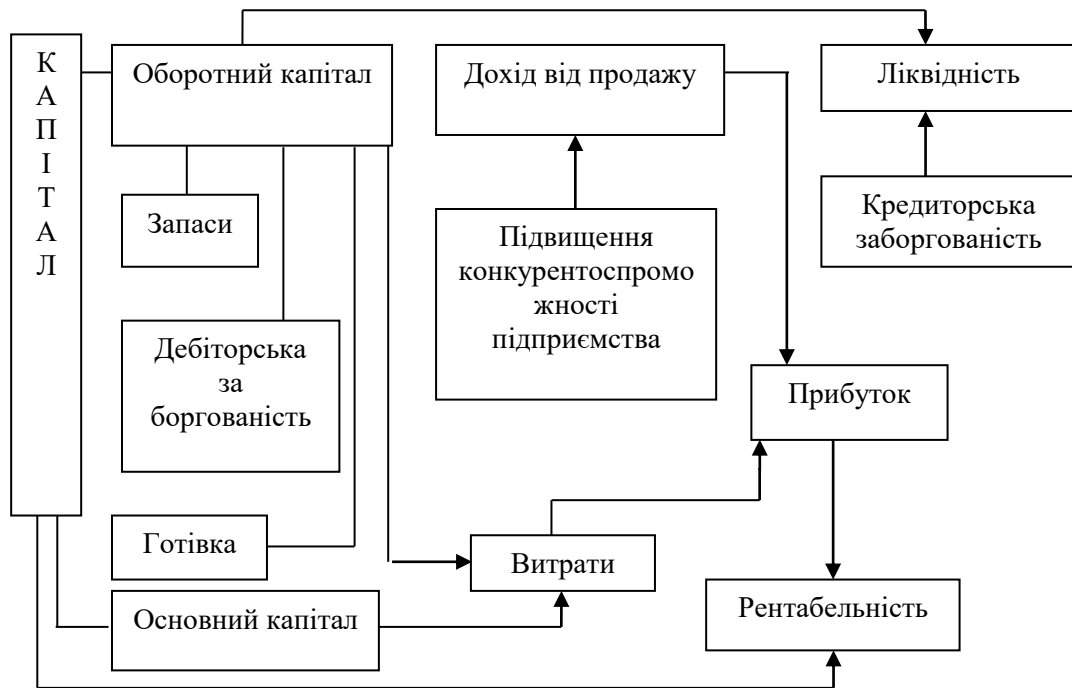 КАПІТАЛ
Оборотний капітал
Дохід від продажу
Ліквідність
Запаси
Підвищення
конкурентоспромо
жності
підприємства
Кредиторська
заборгованість
Дебіторська
за
боргованість
Прибуток
Готівка
Витрати
Основний капітал
Рентабельність